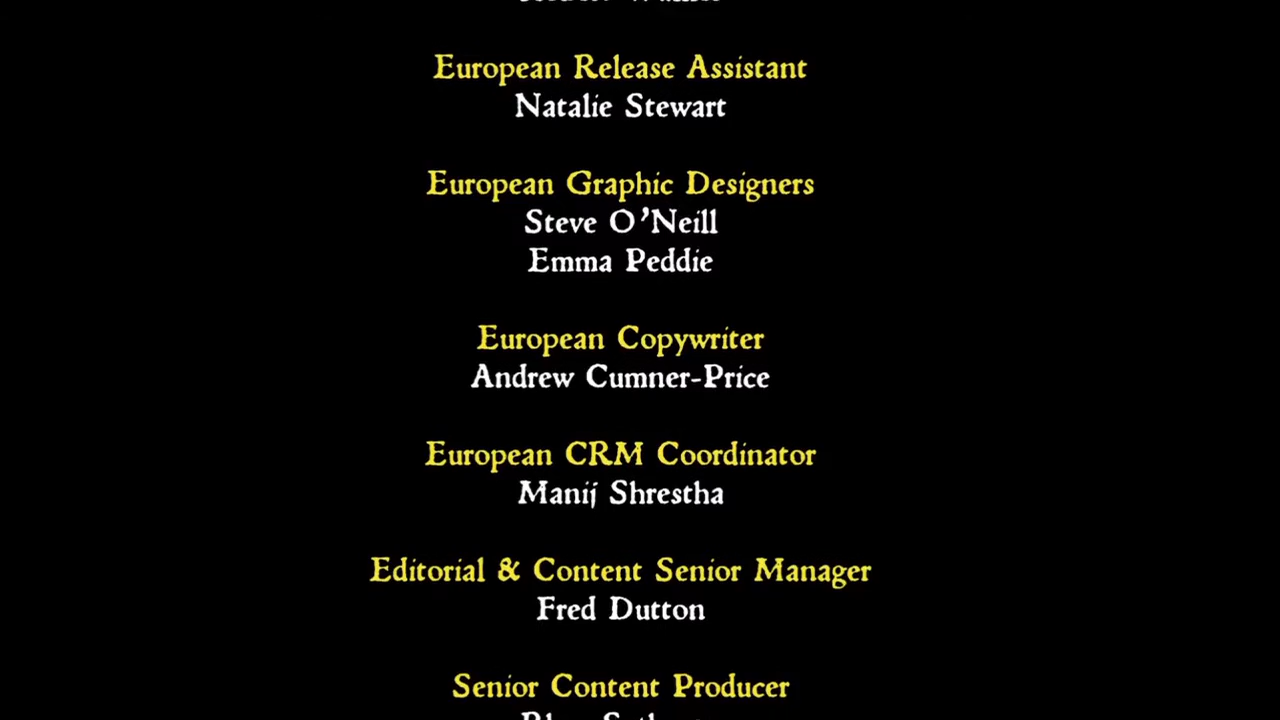 European Release Assistant
Natalie Stewart
European Graphic Designers
Steve O'Neill
Emma Peddie
European Copywriter
Andrew Cumner-Price
European CRM Coordinator
Manij Shrestha
Editorial & Content Senior Manager
Fred Dutton
Senior Content Producer